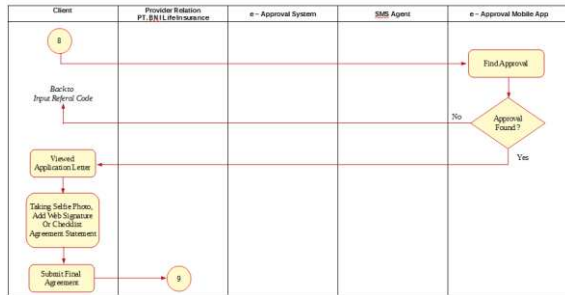 Client
Provider Relation
PT. BNI Life Insurance
e – Approval System
SMS Agent
e – Approval Mobile App
8
Find Approval
Back to
Input Referal Code
No
Approval
Found ?
Yes
Viewed
Application Letter
Taking Selfie Photo,
Add Web Signature
Or Checklist
Agreement Statement
Submit Final
Agreement
9